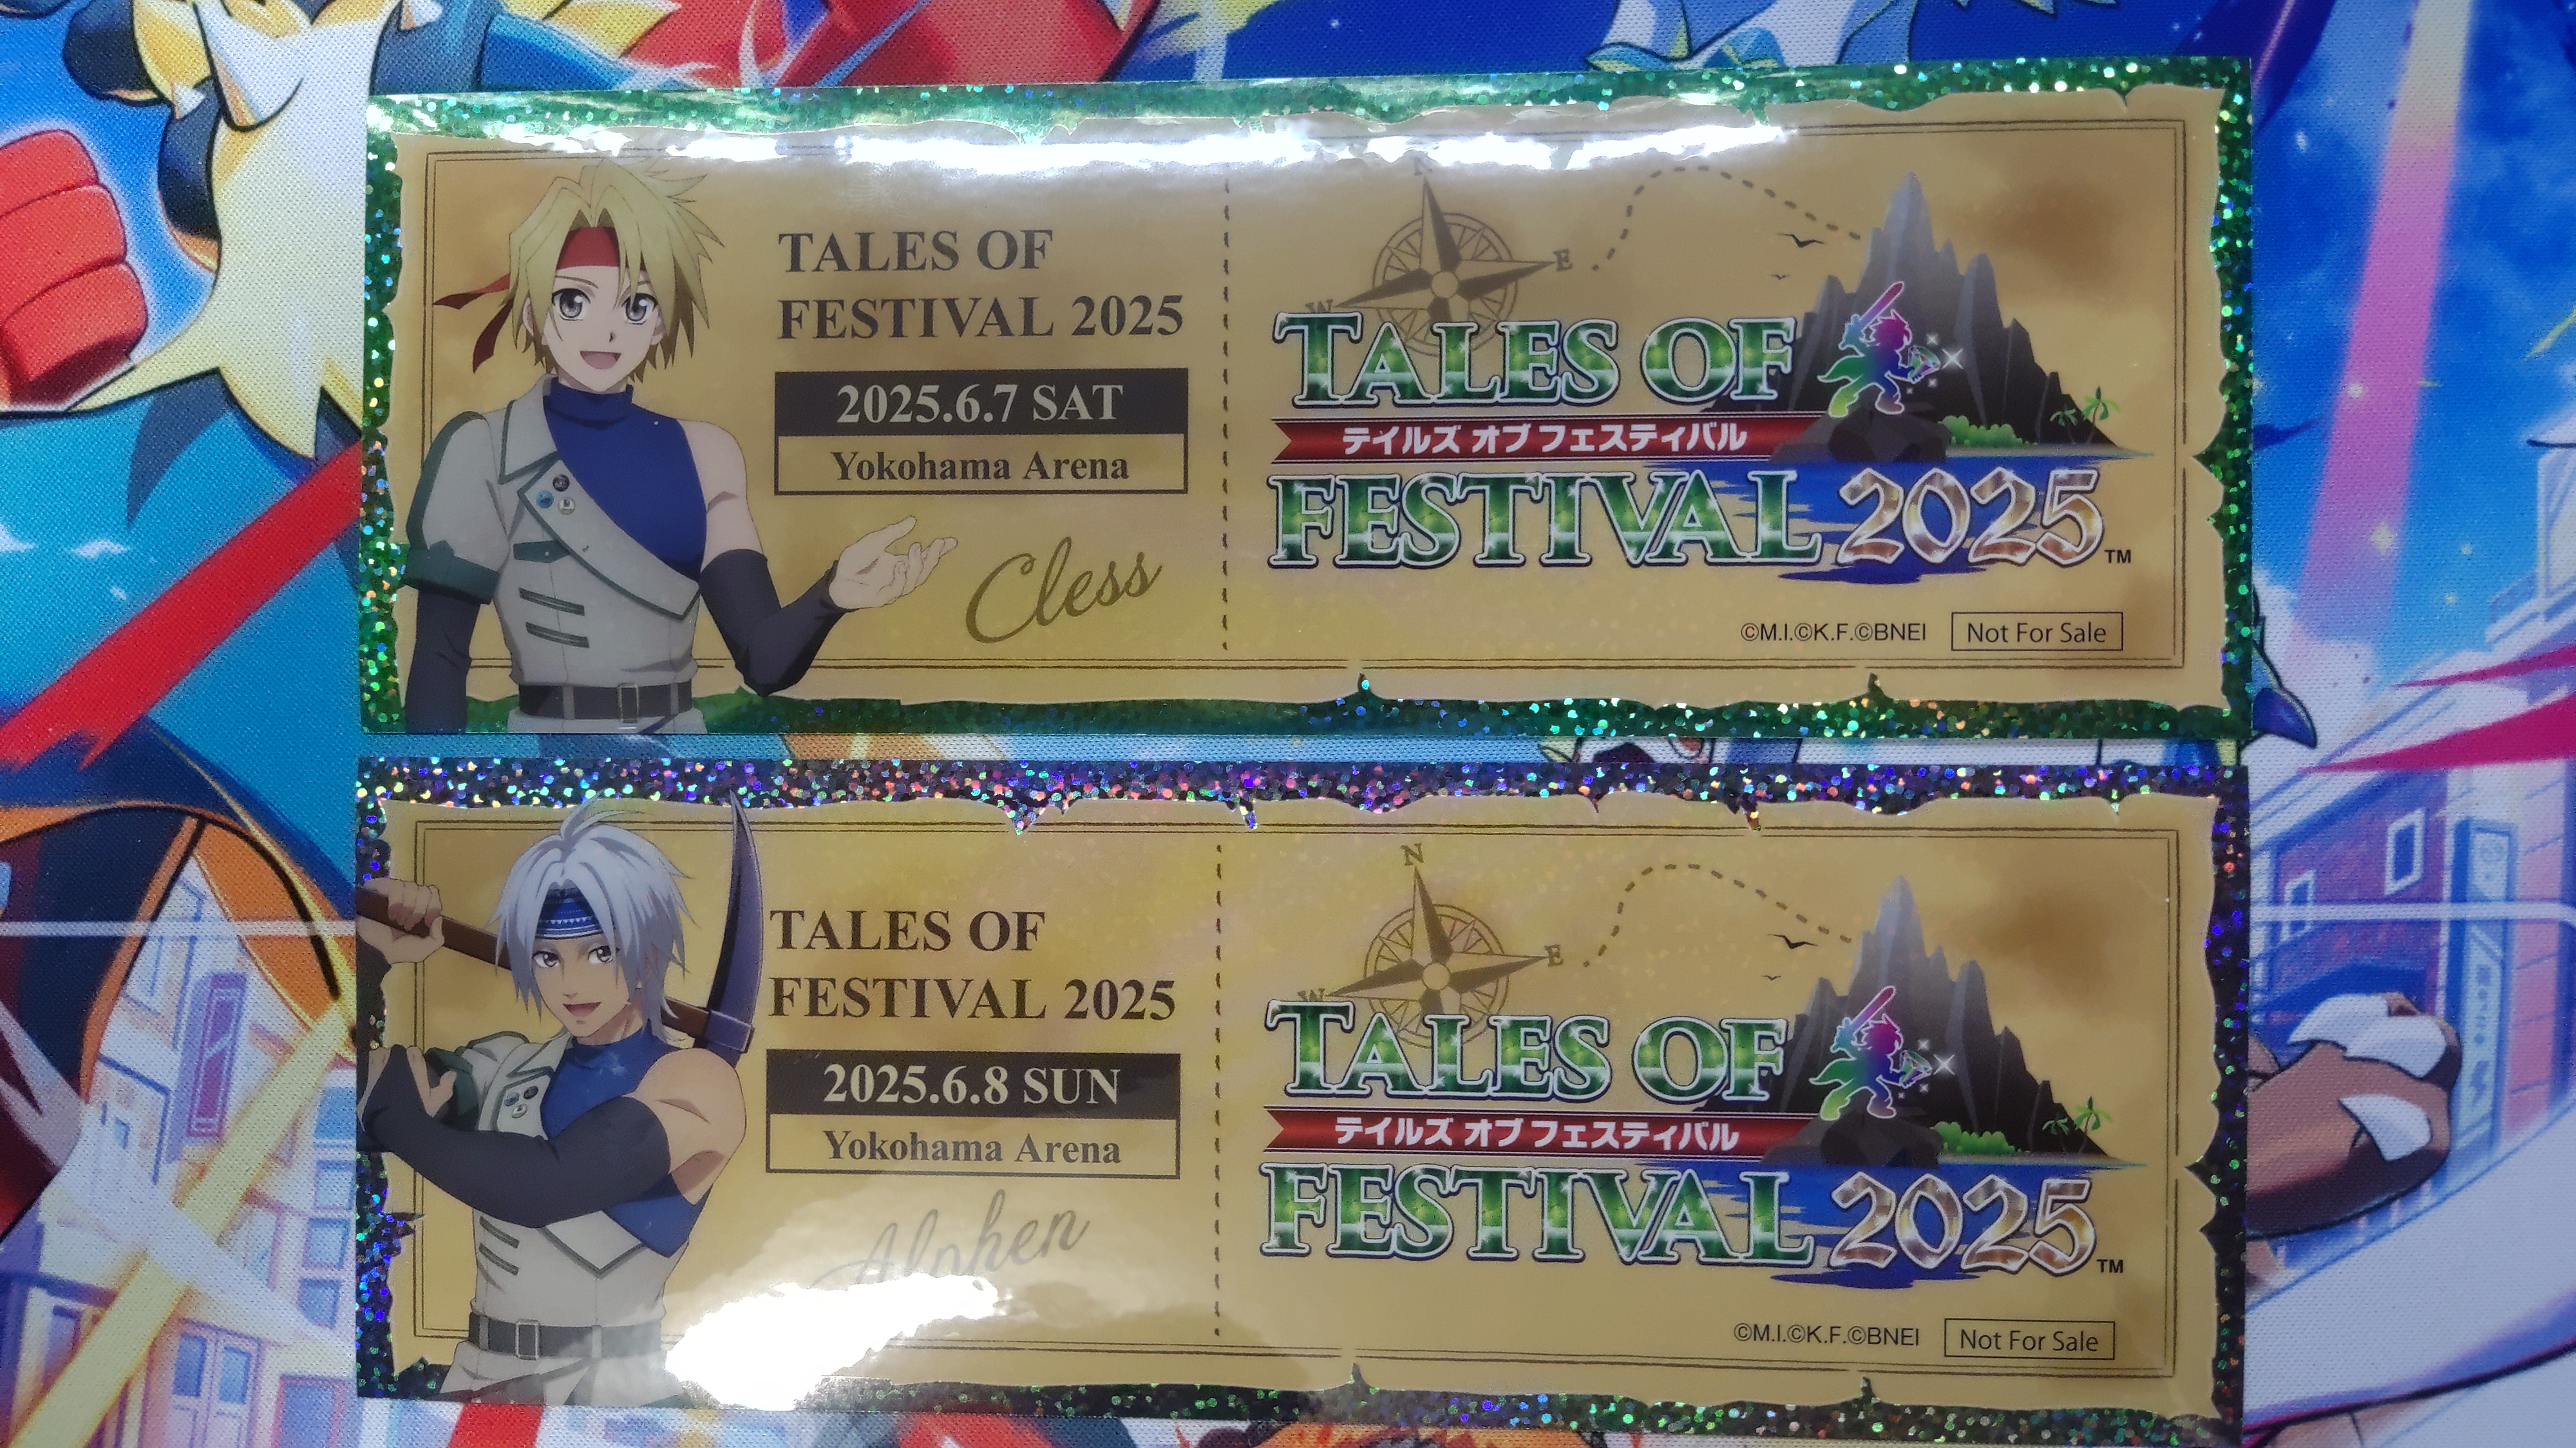 TALES OF
FESTIVAL 2025
2025.6.7 SAT
Yokohama Arena
Cless
N
E
W
TALES OF
テイルズ オブ フェスティバル
FESTIVAL 2025
TM
©M.I.©K.F.©BNEI
Not For Sale
TALES OF
FESTIVAL 2025
2025.6.8 SUN
Yokohama Arena
Alphen
N
E
W
TALES OF
テイルズ オブ フェスティバル
FESTIVAL 2025
TM
©M.I.©K.F.©BNEI
Not For Sale